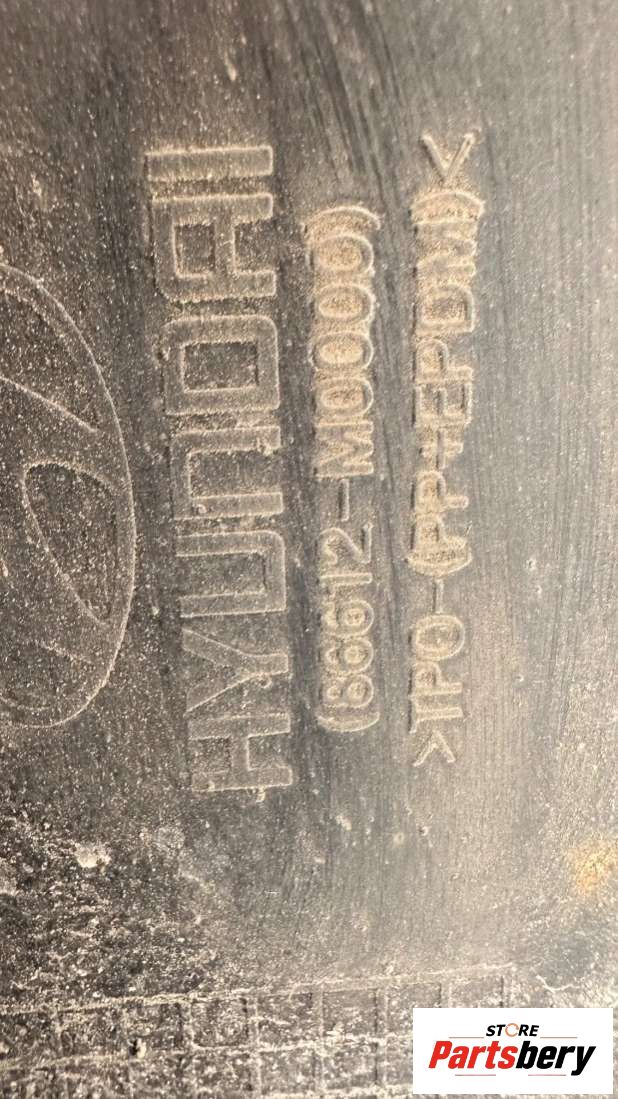 HYUNDAI
(86612-M0000)
>TPO-(PP+EPDM)<
STORE
Partsbery